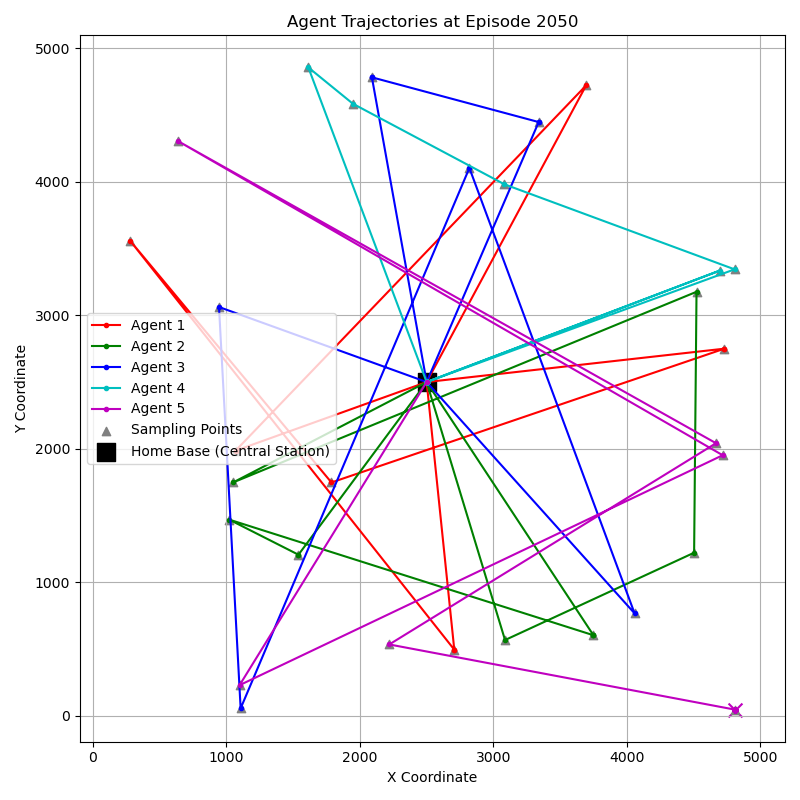 Agent Trajectories at Episode 2050
Y Coordinate
5000
4000
3000
2000
1000
0
Agent 1
Agent 2
Agent 3
Agent 4
Agent 5
Sampling Points
Home Base (Central Station)
0 1000 2000 3000 4000 5000
X Coordinate